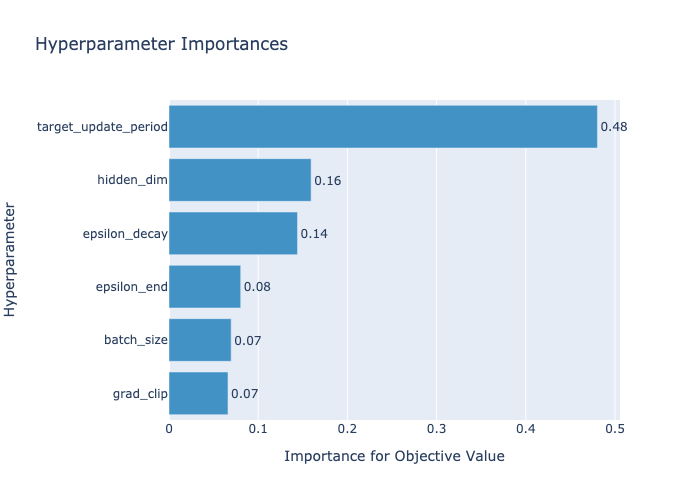 Hyperparameter Importances
Hyperparameter
target_update_period 0.48
hidden_dim 0.16
epsilon_decay 0.14
epsilon_end 0.08
batch_size 0.07
grad_clip 0.07
0 0.1 0.2 0.3 0.4 0.5
Importance for Objective Value